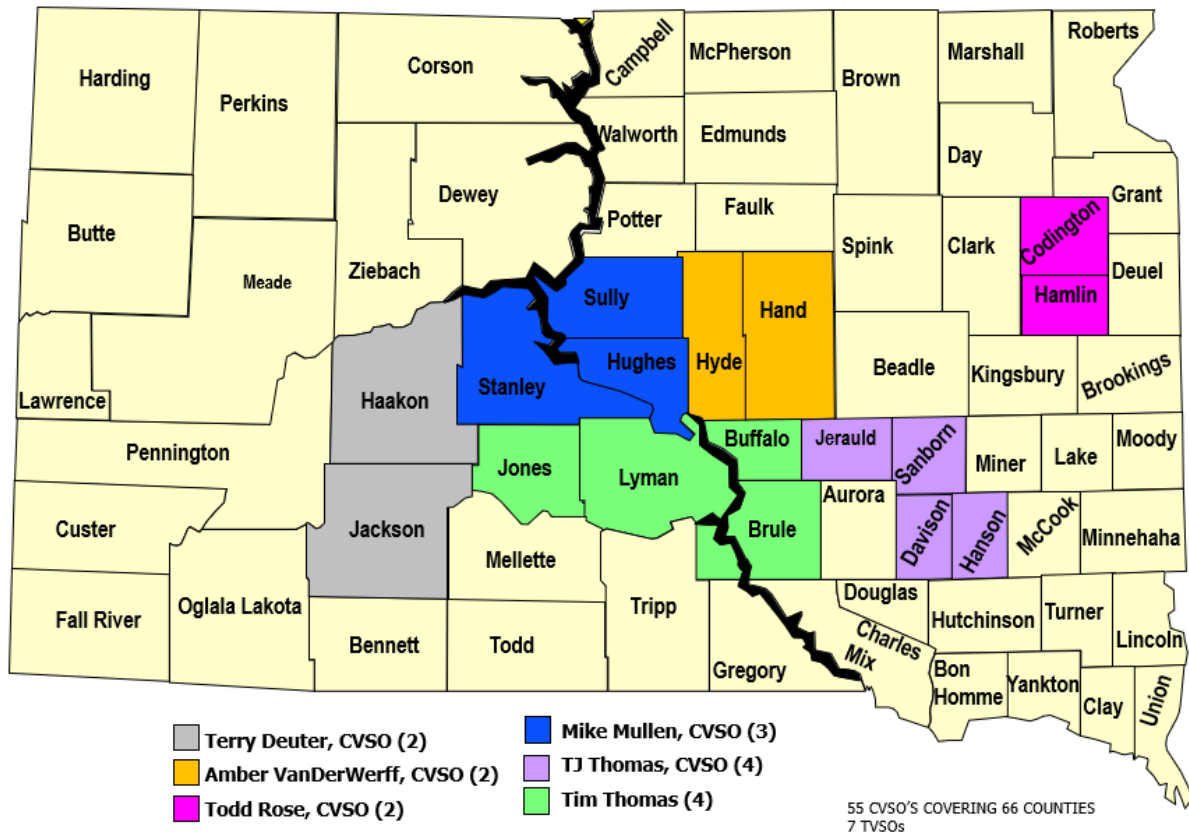 Harding
Perkins
Corson
Campbell
McPherson
Brown
Marshall
Roberts
Walworth
Edmunds
Day
Dewey
Grant
Butte
Meade
Ziebach
Potter
Faulk
Spink
Clark
Codington
Deuel
Sully
Hand
Hamlin
Hughes
Hyde
Beadle
Kingsbury
Brookings
Lawrence
Haakon
Stanley
Pennington
Jones
Lyman
Buffalo
Jerauld
Sanborn
Miner
Lake
Moody
Custer
Jackson
Mellette
Brule
Aurora
Davison
Hanson
McCook
Minnehaha
Fall River
Oglala Lakota
Bennett
Todd
Tripp
Gregory
Douglas
Charles
Mix
Hutchinson
Turner
Lincoln
Bon
Homme
Yankton
Clay
Union
Terry Deuter, CVSO (2)
Amber VanDerWerff, CVSO (2)
Todd Rose, CVSO (2)
Mike Mullen, CVSO (3)
TJ Thomas, CVSO (4)
Tim Thomas (4)
55 CVSO'S COVERING 66 COUNTIES
7 TVSOs